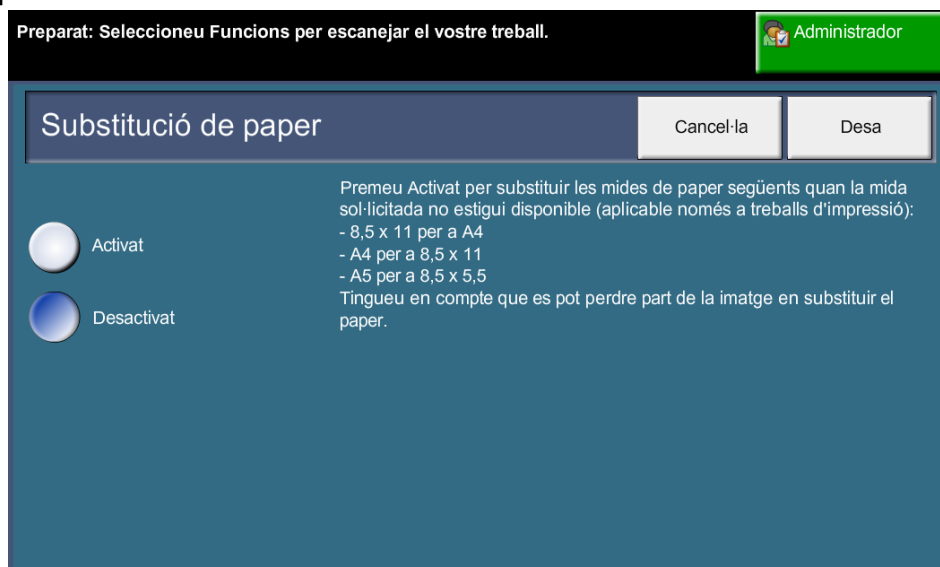 Preparat: Seleccioneu Funcions per escanejar el vostre treball.
Administrador
Substitució de paper
Cancel·la
Desa
Premeu Activat per substituir les mides de paper següents quan la mida
sol·licitada no estigui disponible (aplicable només a treballs d'impressió):
- 8,5 x 11 per a A4
- A4 per a 8,5 x 11
- A5 per a 8,5 x 5,5
Tingueu en compte que es pot perdre part de la imatge en substituir el
paper.
Activat
Desactivat